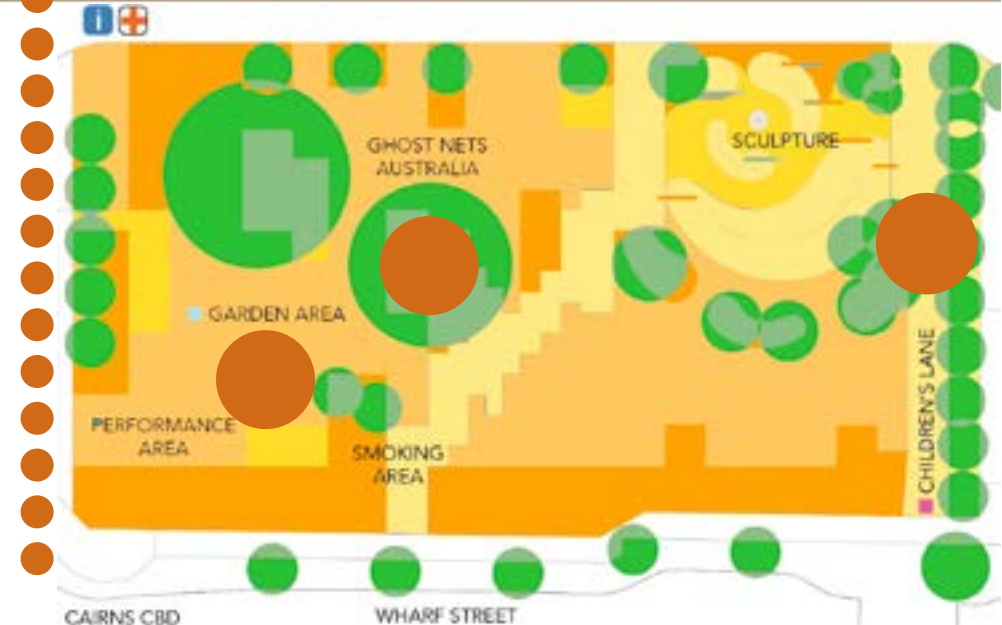 i
GHOST NETS
AUSTRALIA
SCULPTURE
GARDEN AREA
PERFORMANCE
AREA
SMOKING
AREA
CHILDREN'S LANE
CAIRNS CBD
WHARF STREET